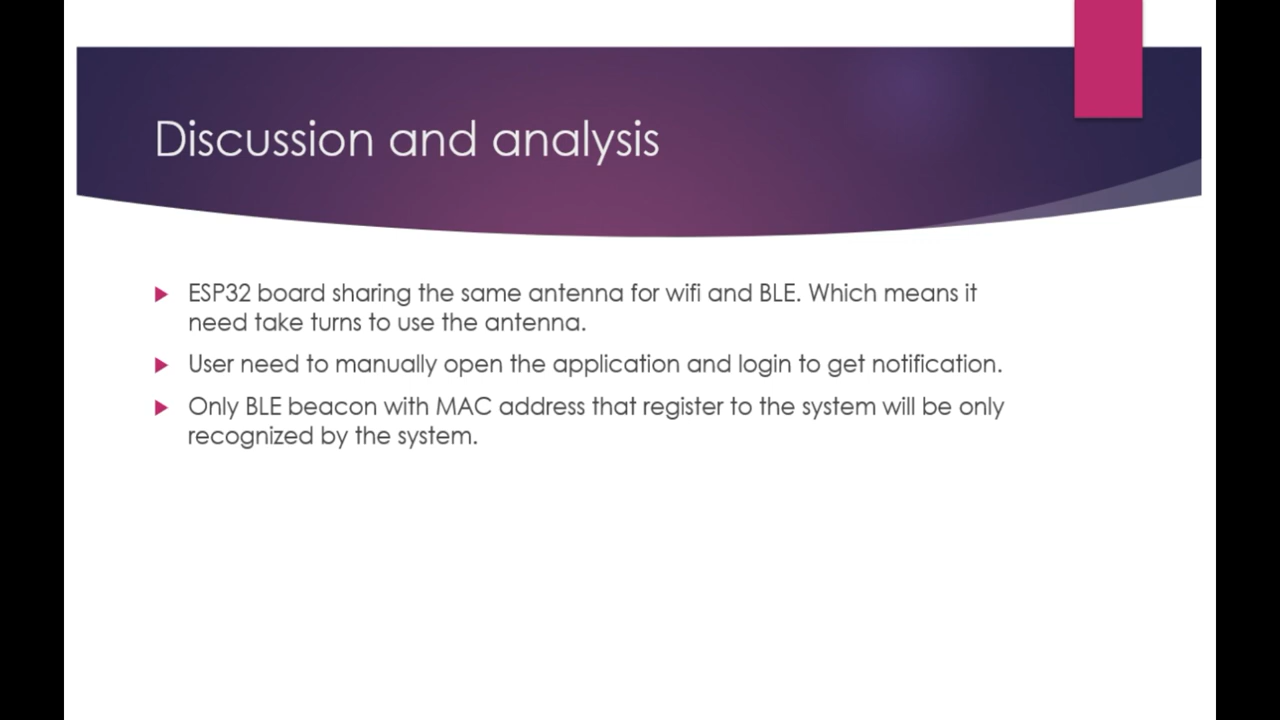 Discussion and analysis
ESP32 board sharing the same antenna for wifi and BLE. Which means it
need take turns to use the antenna.
User need to manually open the application and login to get notification.
Only BLE beacon with MAC address that register to the system will be only
recognized by the system.